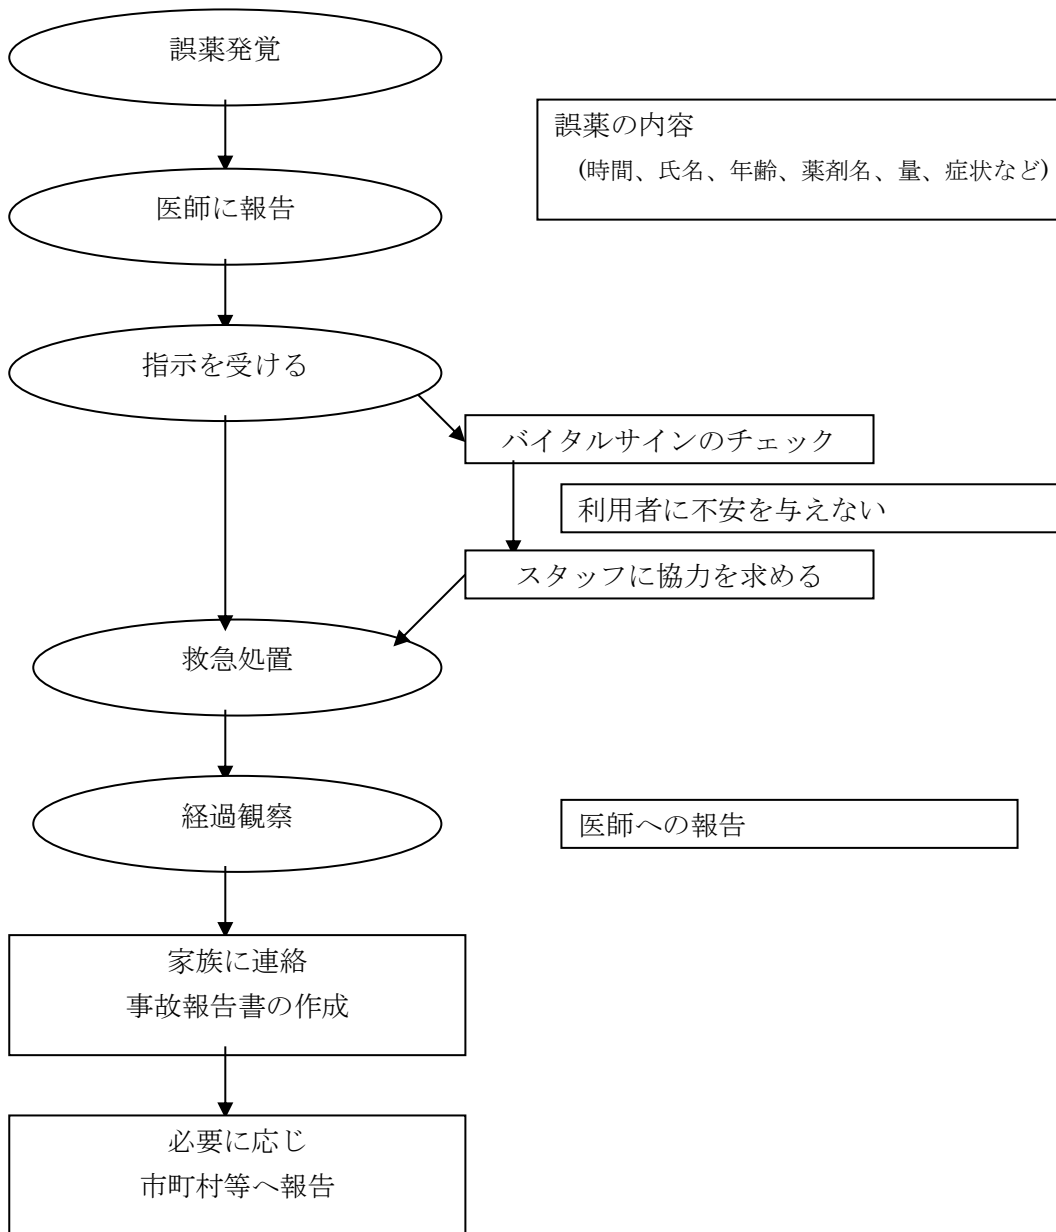 誤薬発覚
誤薬の内容
(時間、氏名、年齢、薬剤名、量、症状など)
医師に報告
指示を受ける
バイタルサインのチェック
利用者に不安を与えない
スタッフに協力を求める
救急処置
経過観察
医師への報告
家族に連絡
事故報告書の作成
必要に応じ
市町村等へ報告